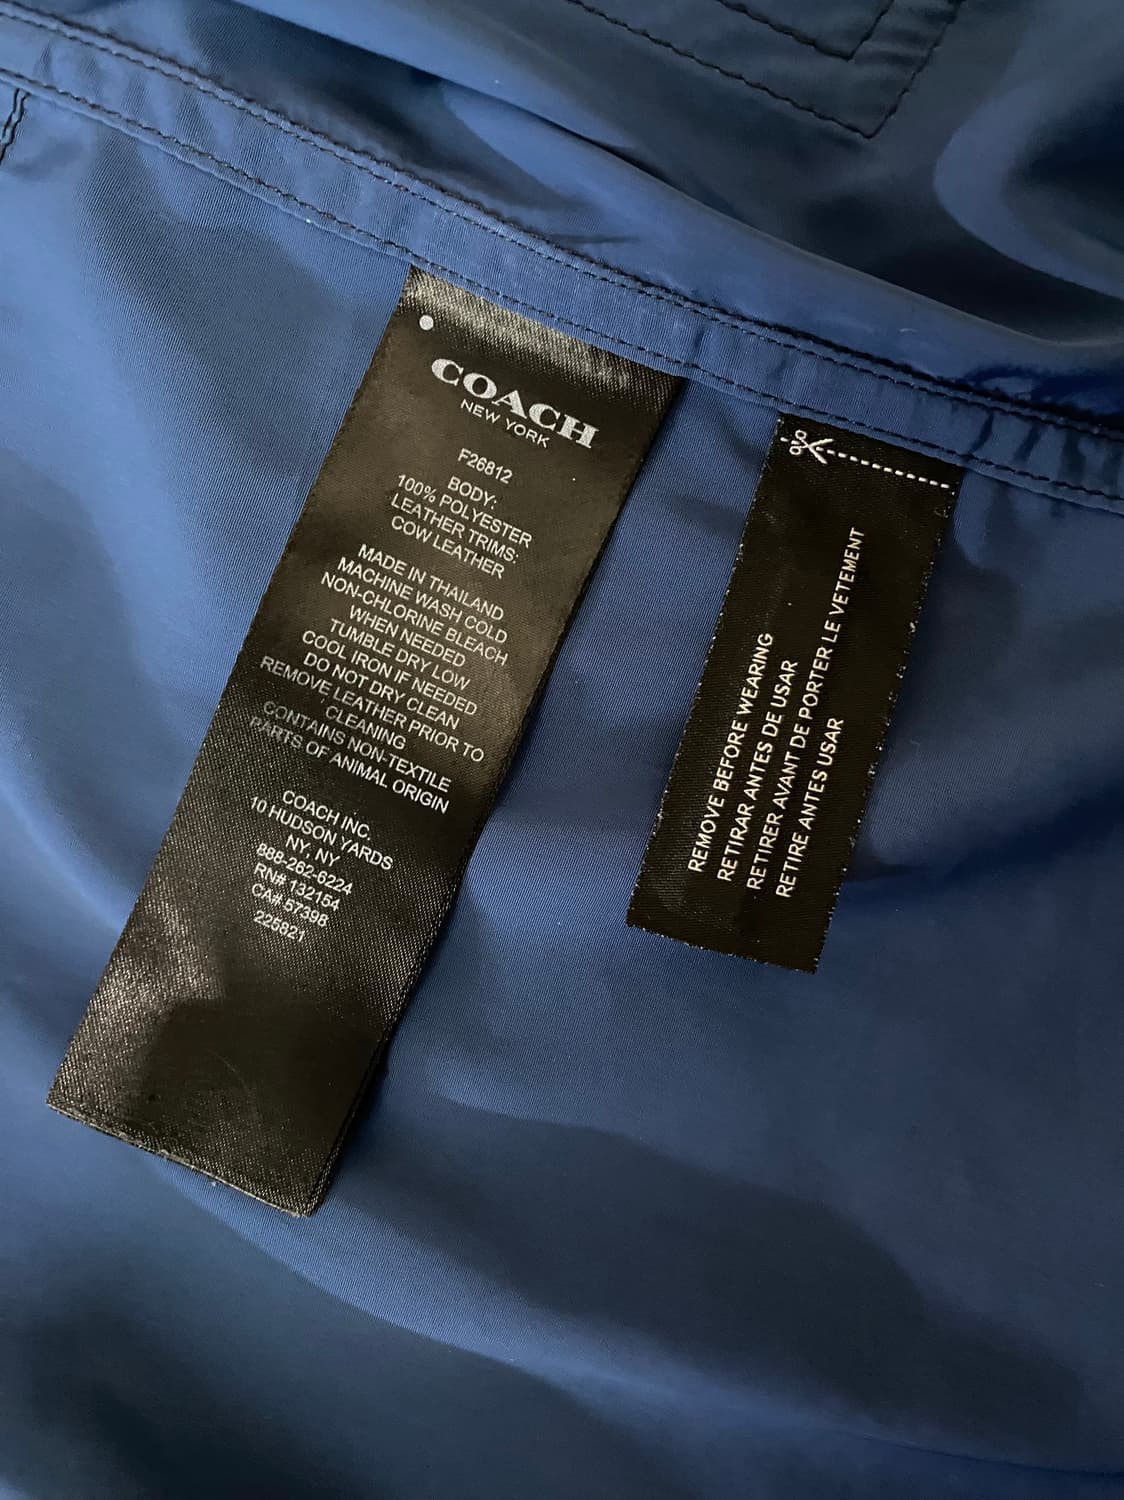 COACH
NEW YORK
F26812
BODY:
100% POLYESTER
LEATHER TRIMS:
COW LEATHER
MADE IN THAILAND
MACHINE WASH COLD
NON-CHLORINE BLEACH
WHEN NEEDED
TUMBLE DRY LOW
COOL IRON IF NEEDED
DO NOT DRY CLEAN
REMOVE LEATHER PRIOR TO
CLEANING
CONTAINS NON-TEXTILE
PARTS OF ANIMAL ORIGIN
COACH INC.
10 HUDSON YARDS
NY, NY
888-262-6224
RN# 132154
CA# 57398
225821
REMOVE BEFORE WEARING
RETIRAR ANTES DE USAR
RETIRER AVANT DE PORTER LE VETEMENT
RETIRE ANTES USAR